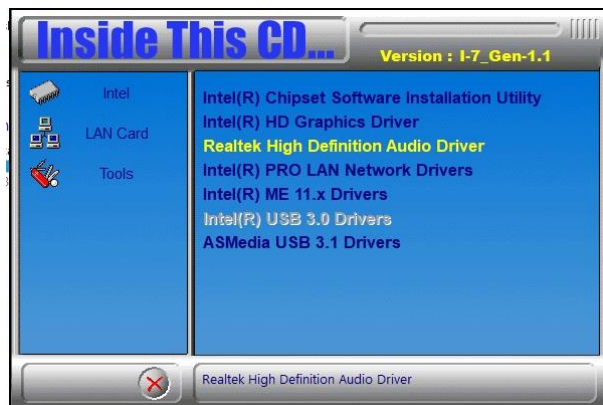 Inside This CD...
Version : I-7_Gen-1.1
Intel
LAN Card
Tools
Intel(R) Chipset Software Installation Utility
Intel(R) HD Graphics Driver
Realtek High Definition Audio Driver
Intel(R) PRO LAN Network Drivers
Intel(R) ME 11.x Drivers
Intel(R) USB 3.0 Drivers
ASMedia USB 3.1 Drivers
Realtek High Definition Audio Driver